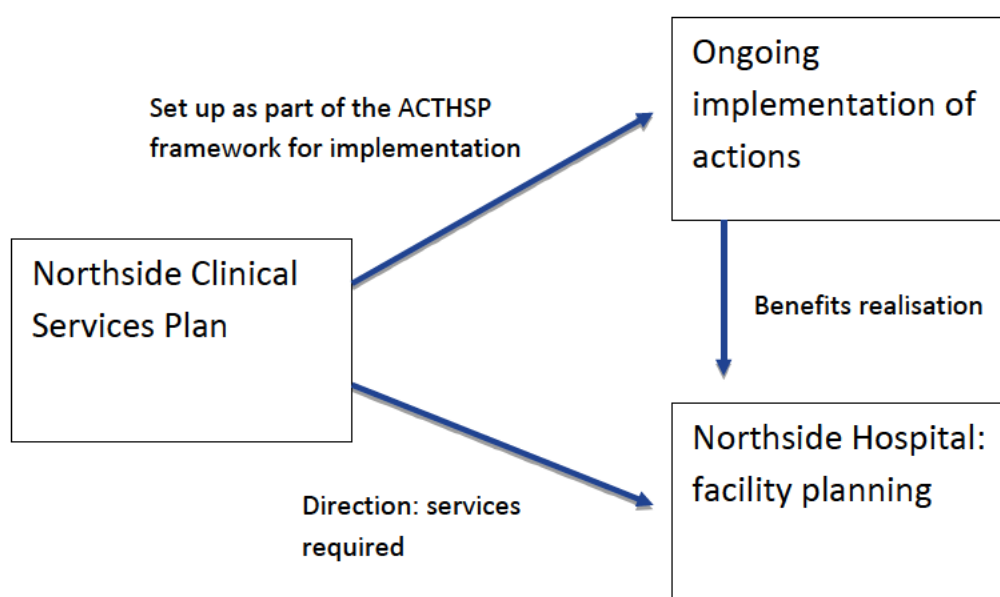 Ongoing
implementation of
actions
Set up as part of the ACTHSP
framework for implementation
Northside Clinical
Services Plan
Benefits realisation
Northside Hospital:
facility planning
Direction: services
required